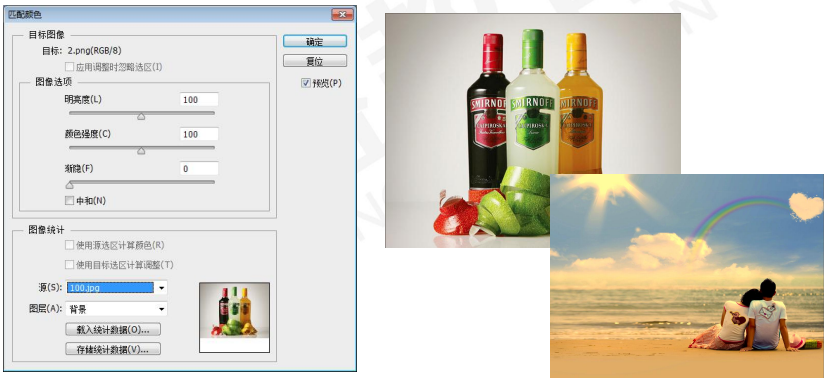 匹配颜色
目标图像
目标: 2.png(RGB/8)
应用调整时忽略选区(I)
图像选项
明亮度(L) 100
颜色强度(C) 100
渐隐(F) 0
中和(N)
图像统计
使用源选区计算颜色(R)
使用目标选区计算调整(T)
源(S): 100.jpg
图层(A): 背景
载入统计数据(O)...
存储统计数据(V)...
确定
复位
预览(P)
SMIRNOFF
SMIRNOFF
SMIRNOFF
CAIPIROSKA